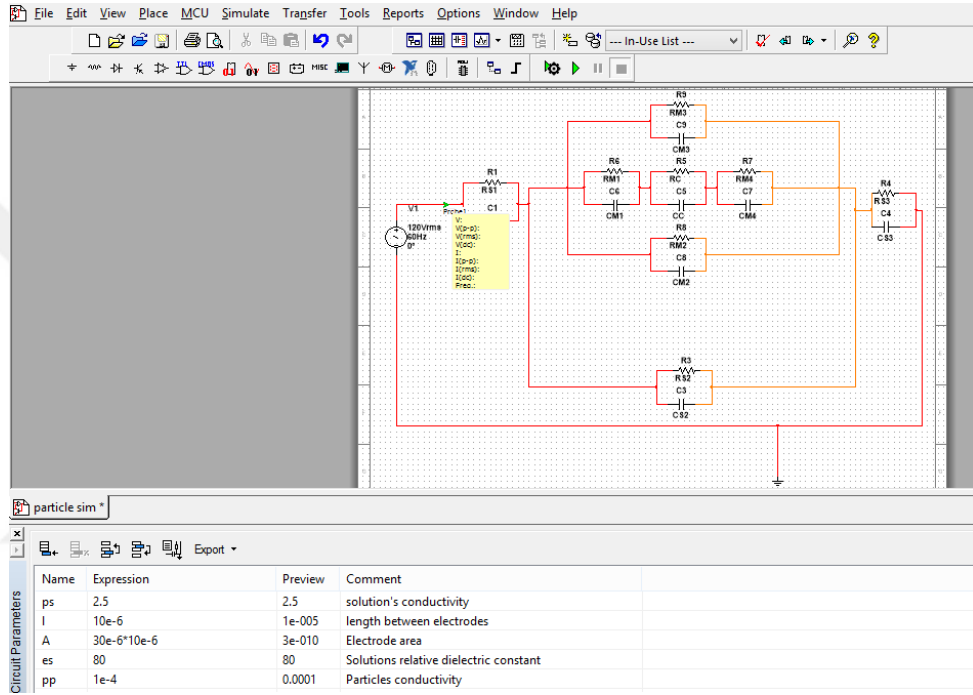 File Edit View Place MCU Simulate Transfer Tools Reports Options Window Help
--- In-Use List ---
MISC
R9
RM3
C9
CM3
R6 R5 R7
RM1 RC RM4
C6 C5 C7
CM1 CC CM4
R1
RS1
C1
R4
RS3
C4
CS3
V1
120Vrms
60Hz
0°
Probe1
V:
V(p-p):
V(rms):
V(dc):
I:
I(p-p):
I(rms):
I(dc):
Freq.:
R8
RM2
C8
CM2
R3
RS2
C3
CS2
particle sim *
Export
Circuit Parameters
Name Expression Preview Comment
ps 2.5 2.5 solution's conductivity
l 10e-6 1e-005 length between electrodes
A 30e-6*10e-6 3e-010 Electrode area
es 80 80 Solutions relative dielectric constant
pp 1e-4 0.0001 Particles conductivity